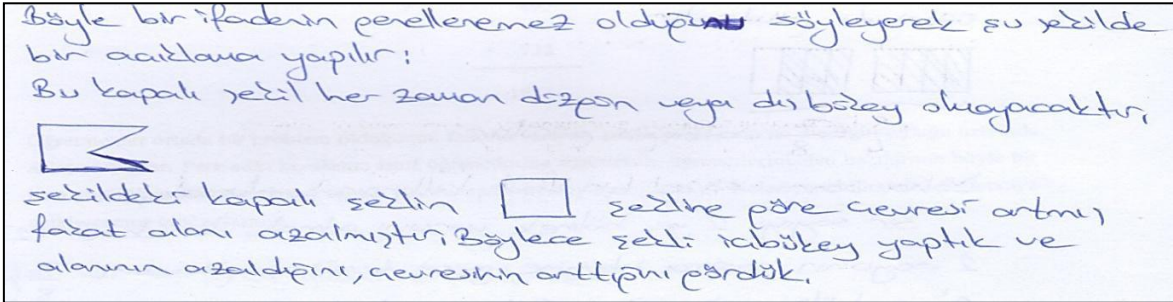 Böyle bir ifadenin genellenemez olduğunu söyleyerek şu şekilde
bir açıklama yapılır:
Bu kapalı şekil her zaman düzgün veya dışbükey olmayacaktır,
şekildeki kapalı şeklin şekline göre çevresi artmış
fakat alanı azalmıştır, Böylece şekli içbükey yaptık ve
alanının azaldığını, çevresinin arttığını gördük.